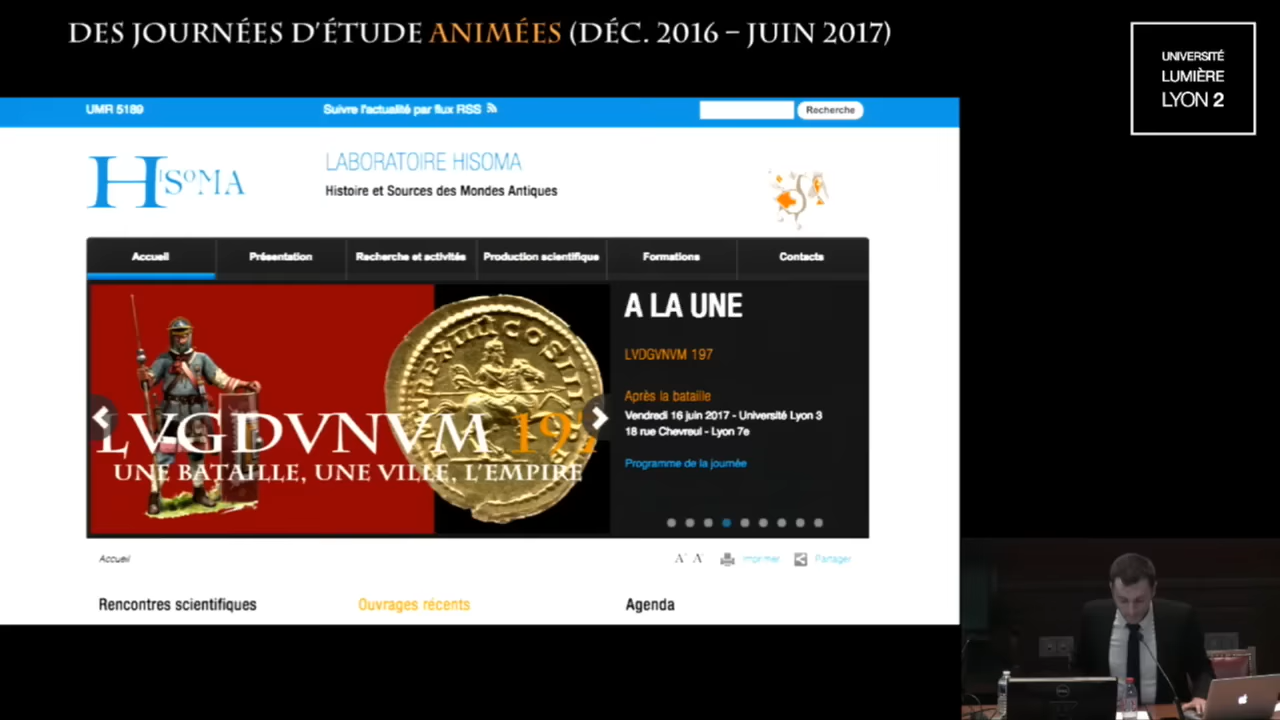 DES JOURNÉES D'ÉTUDE ANIMÉES (DÉC. 2016 – JUIN 2017)
UNIVERSITÉ
LUMIÈRE
LYON 2
UMR 5189
Suivre l'actualité par flux RSS
Recherche
HISOMA
LABORATOIRE HISOMA
Histoire et Sources des Mondes Antiques
Accueil
Présentation
Recherche et activités
Production scientifique
Formations
Contacts
A LA UNE
LVDGVNVM 197
Après la bataille
Vendredi 16 juin 2017 - Université Lyon 3
18 rue Chevreul - Lyon 7e
Programme de la journée
LVGDVNVM 197
UNE BATAILLE, UNE VILLE, L'EMPIRE
Accueil
A A
Imprimer
Partager
Rencontres scientifiques
Ouvrages récents
Agenda